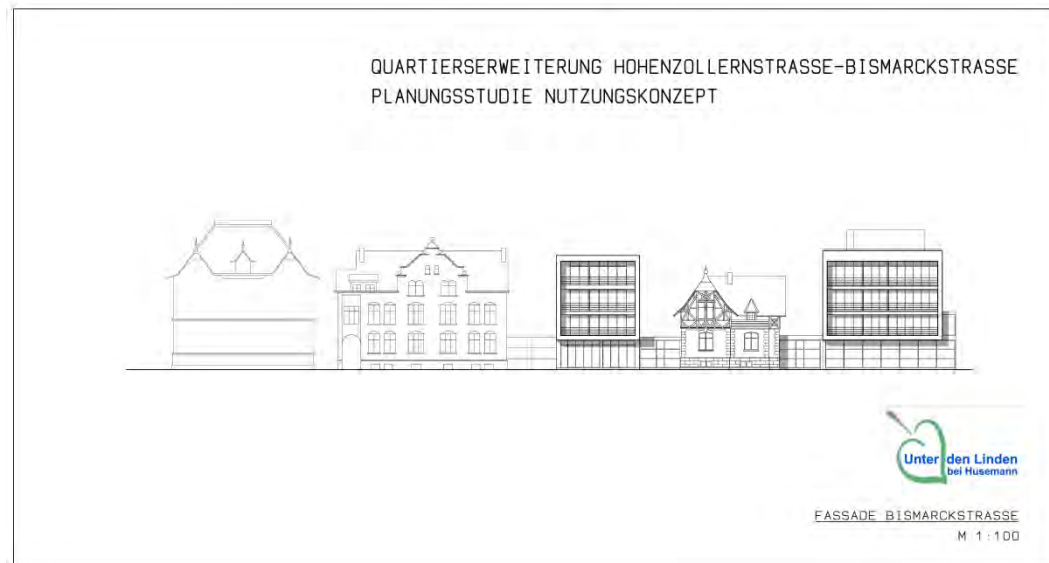 QUARTIERSERWEITERUNG HOHENZOLLERNSTRASSE-BISMARCKSTRASSE
PLANUNGSSTUDIE NUTZUNGSKONZEPT
Unter den Linden
bei Husemann
FASSADE BISMARCKSTRASSE
M 1:100